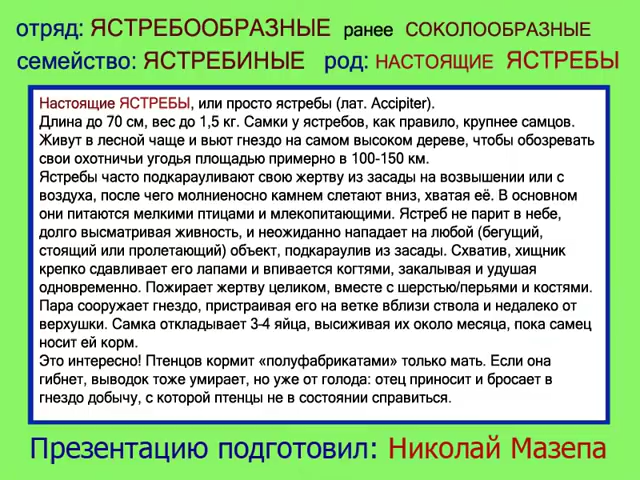 отряд: ЯСТРЕБООБРАЗНЫЕ ранее СОКОЛООБРАЗНЫЕ
семейство: ЯСТРЕБИНЫЕ род: НАСТОЯЩИЕ ЯСТРЕБЫ
Настоящие ЯСТРЕБЫ, или просто ястребы (лат. Accipiter).
Длина до 70 см, вес до 1,5 кг. Самки у ястребов, как правило, крупнее самцов.
Живут в лесной чаще и вьют гнездо на самом высоком дереве, чтобы обозревать
свои охотничьи угодья площадью примерно в 100-150 км.
Ястребы часто подкарауливают свою жертву из засады на возвышении или с
воздуха, после чего молниеносно камнем слетают вниз, хватая её. В основном
они питаются мелкими птицами и млекопитающими. Ястреб не парит в небе,
долго высматривая живность, и неожиданно нападает на любой (бегущий,
стоящий или пролетающий) объект, подкараулив из засады. Схватив, хищник
крепко сдавливает его лапами и впивается когтями, закалывая и удушая
одновременно. Пожирает жертву целиком, вместе с шерстью/перьями и костями.
Пара сооружает гнездо, пристраивая его на ветке вблизи ствола и недалеко от
верхушки. Самка откладывает 3-4 яйца, высиживая их около месяца, пока самец
носит ей корм.
Это интересно! Птенцов кормит «полуфабрикатами» только мать. Если она
гибнет, выводок тоже умирает, но уже от голода: отец приносит и бросает в
гнездо добычу, с которой птенцы не в состоянии справиться.
Презентацию подготовил: Николай Мазепа